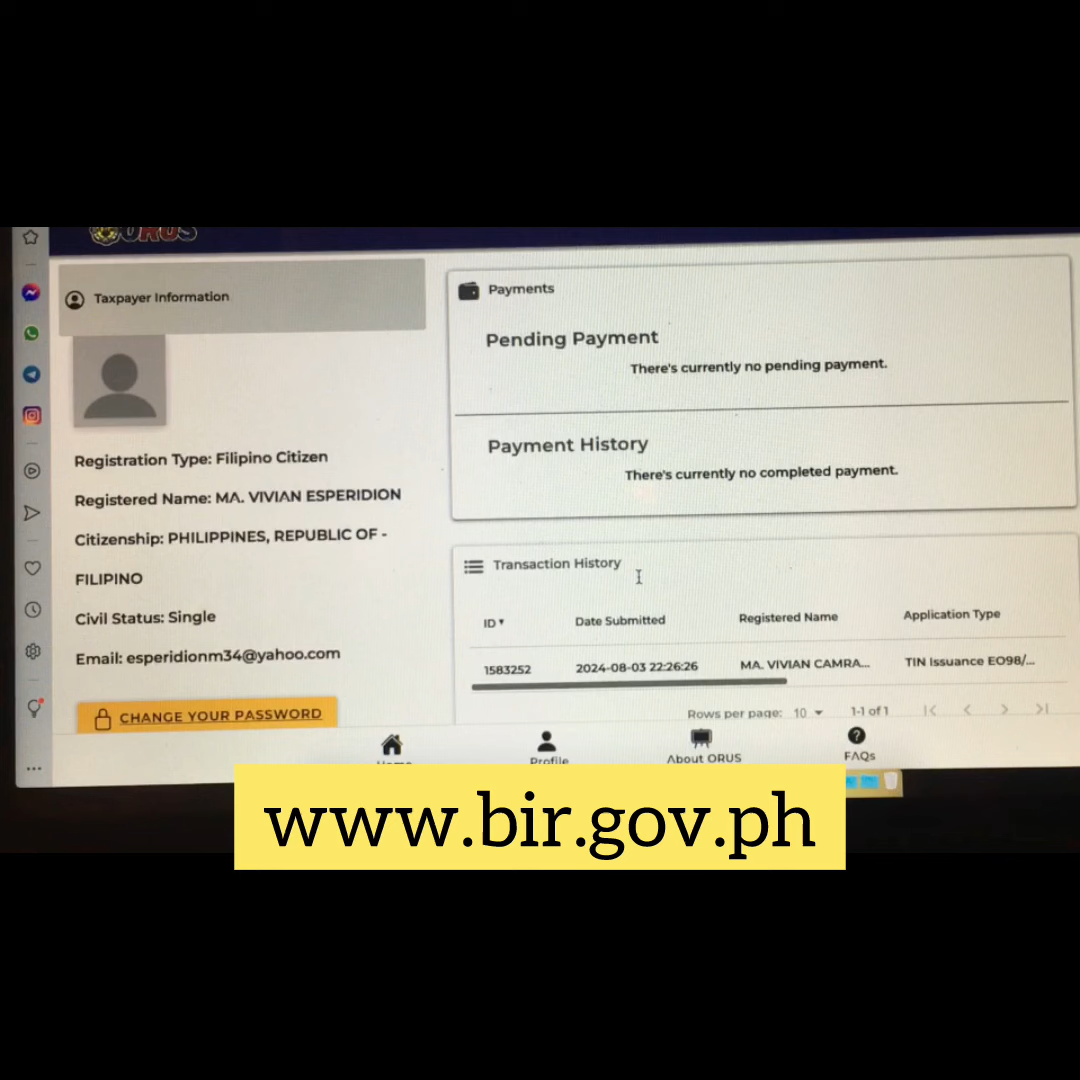 ORUS
Taxpayer Information
Registration Type: Filipino Citizen
Registered Name: MA. VIVIAN ESPERIDION
Citizenship: PHILIPPINES, REPUBLIC OF -
FILIPINO
Civil Status: Single
Email: esperidionm34@yahoo.com
CHANGE YOUR PASSWORD
Payments
Pending Payment
There's currently no pending payment.
Payment History
There's currently no completed payment.
Transaction History
ID Date Submitted Registered Name Application Type
1583252 2024-08-03 22:26:26 MA. VIVIAN CAMRA... TIN Issuance EO98/...
Rows per page: 10 1-1 of 1
Home Profile About ORUS FAQs
www.bir.gov.ph